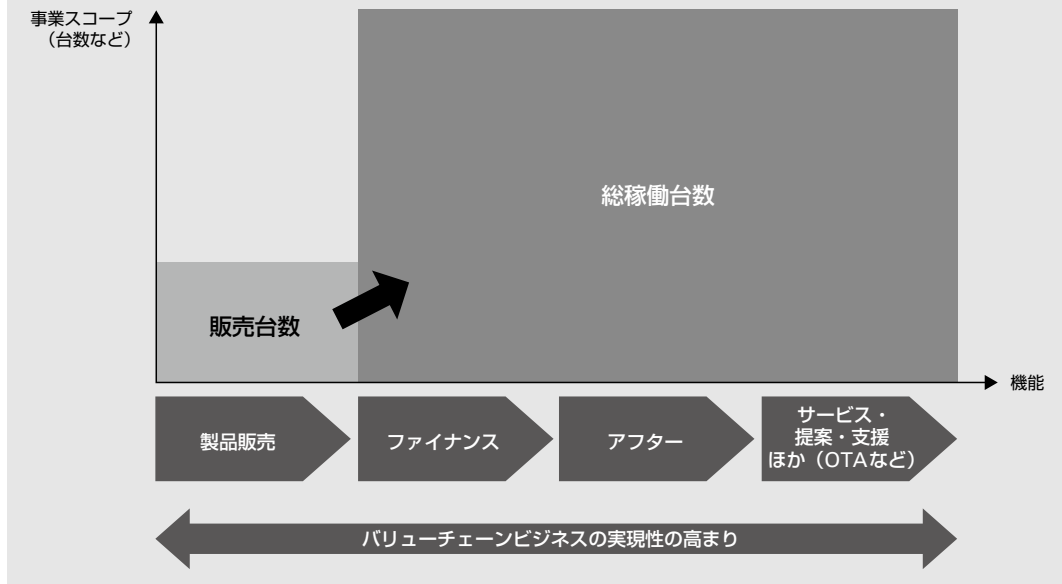 事業スコープ
（台数など）
総稼働台数
販売台数
機能
製品販売
ファイナンス
アフター
サービス・
提案・支援
ほか（OTAなど）
バリューチェーンビジネスの実現性の高まり